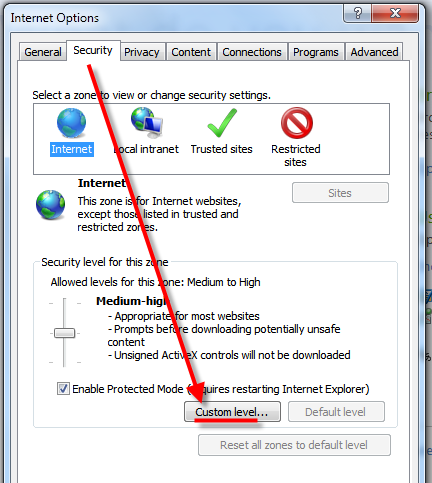 Internet Options
General Security Privacy Content Connections Programs Advanced
Select a zone to view or change security settings.
Internet Local intranet Trusted sites Restricted
sites
Internet
Sites
This zone is for Internet websites,
except those listed in trusted and
restricted zones.
Security level for this zone
Allowed levels for this zone: Medium to High
Medium-high
- Appropriate for most websites
- Prompts before downloading potentially unsafe
content
- Unsigned ActiveX controls will not be downloaded
Enable Protected Mode (requires restarting Internet Explorer)
Custom level... Default level
Reset all zones to default level